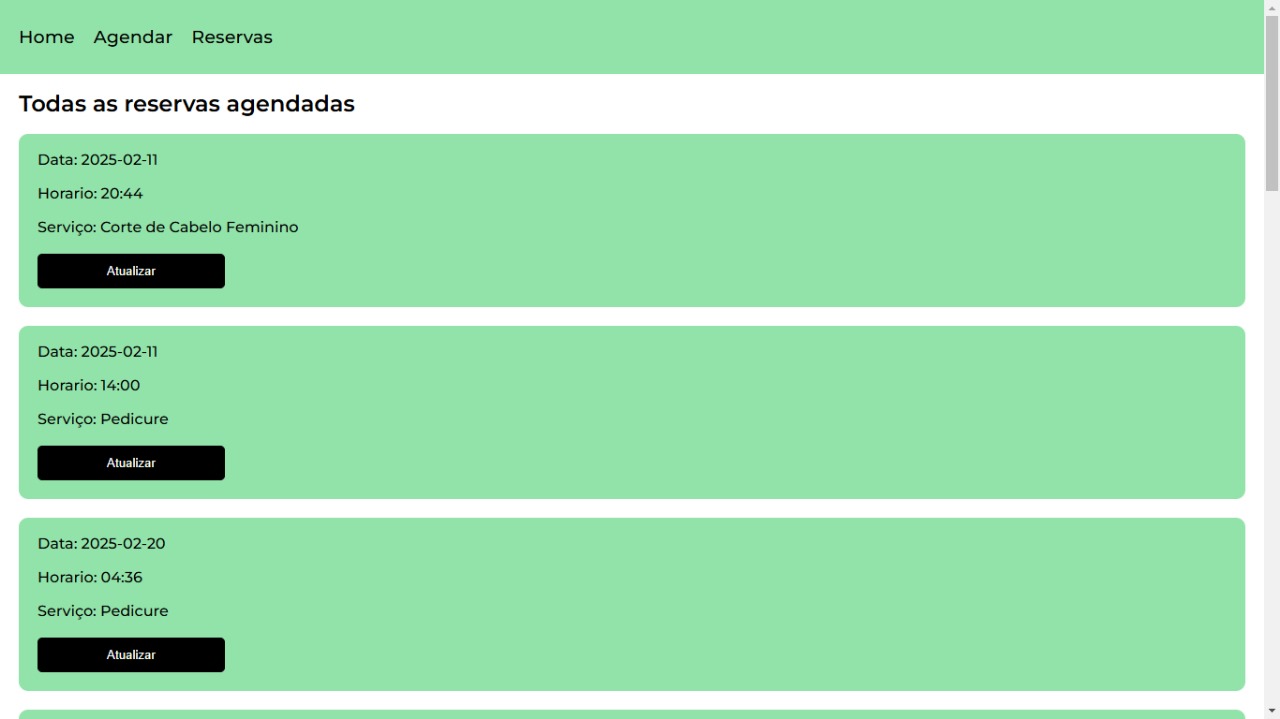 Home Agendar Reservas
Todas as reservas agendadas
Data: 2025-02-11
Horario: 20:44
Serviço: Corte de Cabelo Feminino
Atualizar
Data: 2025-02-11
Horario: 14:00
Serviço: Pedicure
Atualizar
Data: 2025-02-20
Horario: 04:36
Serviço: Pedicure
Atualizar